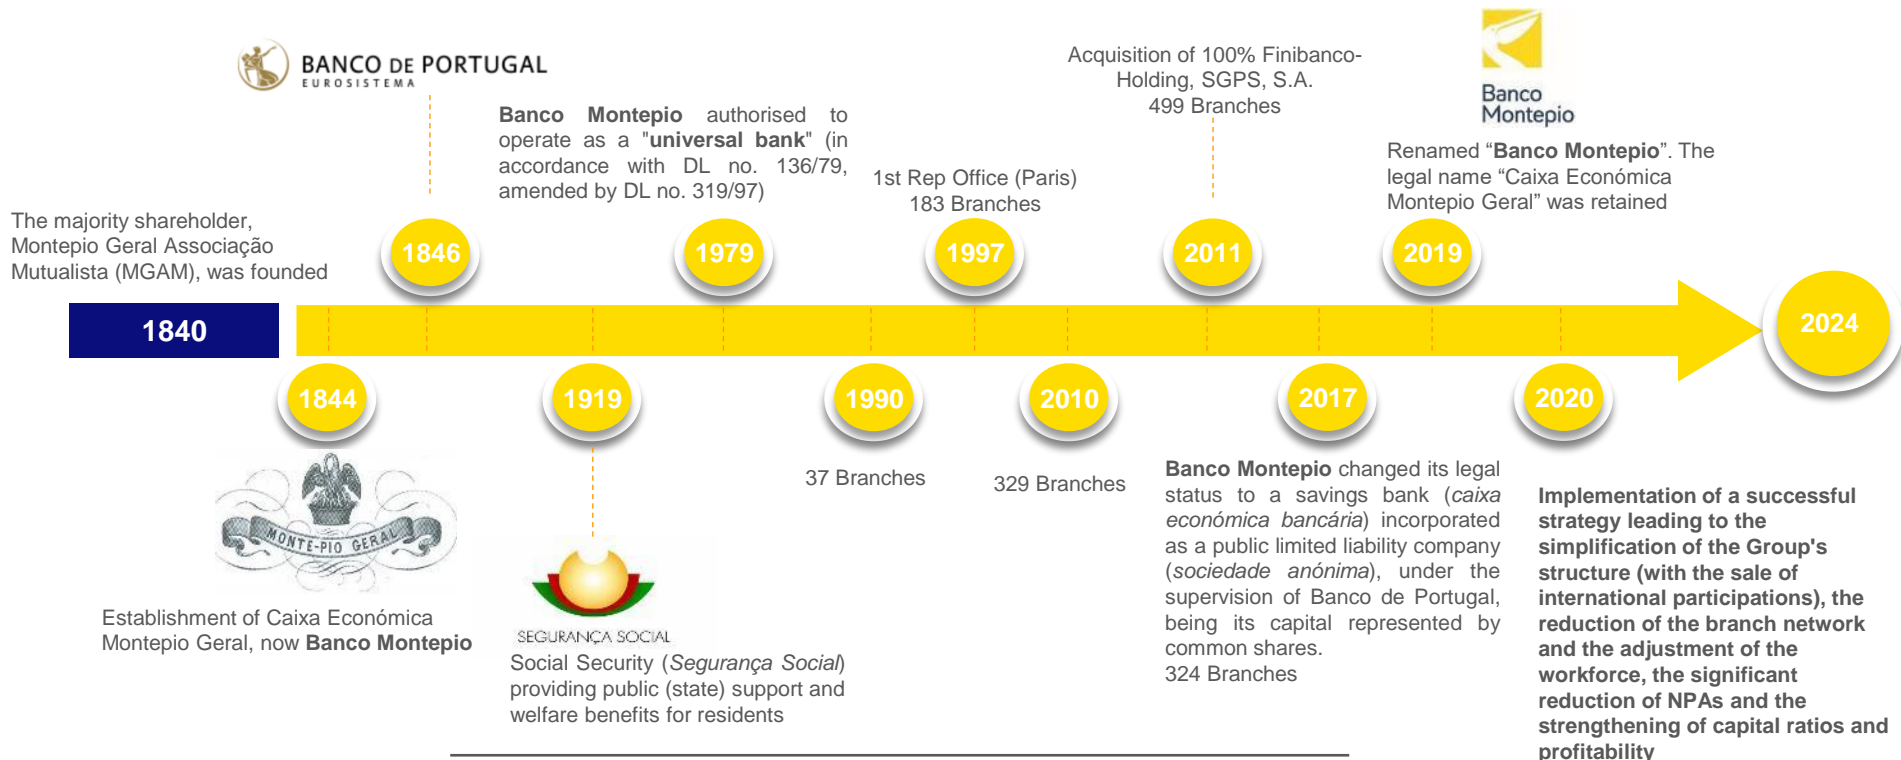 BANCO DE PORTUGAL
EUROSISTEMA
Banco Montepio authorised to
operate as a "universal bank" (in
accordance with DL no. 136/79,
amended by DL no. 319/97)
1st Rep Office (Paris)
183 Branches
Acquisition of 100% Finibanco-
Holding, SGPS, S.A.
499 Branches
Banco
Montepio
Renamed “Banco Montepio”. The
legal name “Caixa Económica
Montepio Geral” was retained
The majority shareholder,
Montepio Geral Associação
Mutualista (MGAM), was founded
1846
1979
1997
2011
2019
1840
2024
1844
1919
1990
2010
2017
2020
MONTE-PIO GERAL
Establishment of Caixa Económica
Montepio Geral, now Banco Montepio
SEGURANÇA SOCIAL
Social Security (Segurança Social)
providing public (state) support and
welfare benefits for residents
37 Branches
329 Branches
Banco Montepio changed its legal
status to a savings bank (caixa
económica bancária) incorporated
as a public limited liability company
(sociedade anónima), under the
supervision of Banco de Portugal,
being its capital represented by
common shares.
324 Branches
Implementation of a successful
strategy leading to the
simplification of the Group's
structure (with the sale of
international participations), the
reduction of the branch network
and the adjustment of the
workforce, the significant
reduction of NPAs and the
strengthening of capital ratios and
profitability